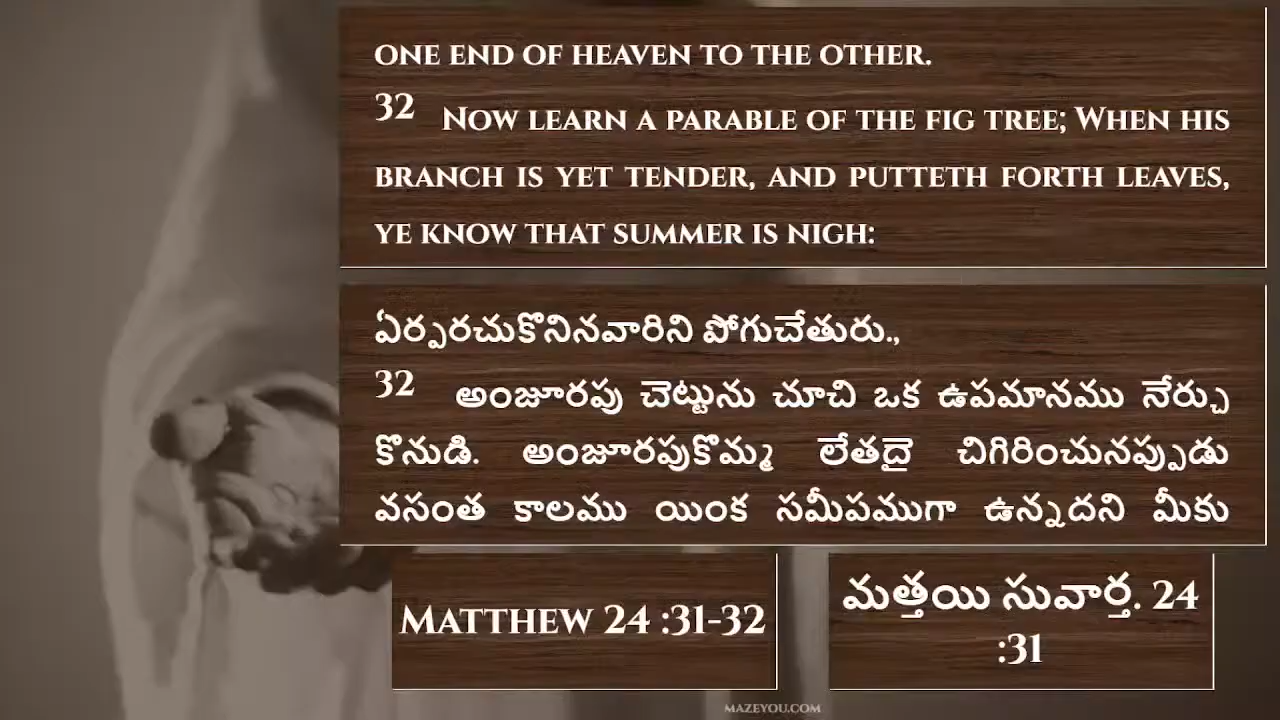 ONE END OF HEAVEN TO THE OTHER.
32 NOW LEARN A PARABLE OF THE FIG TREE; WHEN HIS
BRANCH IS YET TENDER, AND PUTTETH FORTH LEAVES,
YE KNOW THAT SUMMER IS NIGH:
ఏర్పరచుకొనినవారిని పోగుచేతురు.,
32 అంజూరపు చెట్టును చూచి ఒక ఉపమానము నేర్చు
కొనుడి. అంజూరపుకొమ్మ లేతదై చిగిరించునప్పుడు
వసంత కాలము యింక సమీపముగా ఉన్నదని మీకు
MATTHEW 24 :31-32
మత్తయి సువార్త. 24
:31
MAZEYOU.COM